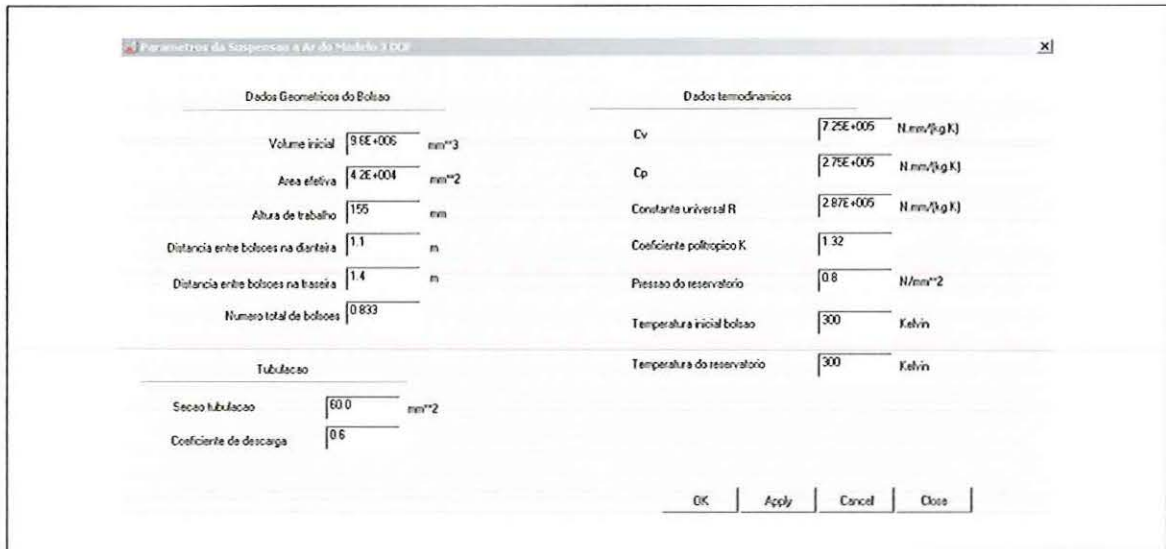 Parametros da Suspensao a Ar do Modelo 3 DOF
Dados Geometricos do Bolsao
Volume inicial 9.6E+006 mm**3
Area efetiva 4.2E+004 mm**2
Altura de trabalho 155 mm
Distancia entre bolsoes na dianteira 1.1 m
Distancia entre bolsoes na traseira 1.4 m
Numero total de bolsoes 0.833
Tubulacao
Secao tubulacao 60.0 mm**2
Coeficiente de descarga 0.6
Dados termodinamicos
Cv 7.25E+005 N.mm/(kg.K)
Cp 2.75E+005 N.mm/(kg.K)
Constante universal R 2.87E+005 N.mm/(kg.K)
Coeficiente politropico K 1.32
Pressao do reservatorio 0.8 N/mm**2
Temperatura inicial bolsao 300 Kelvin
Temperatura do reservatorio 300 Kelvin
OK Apply Cancel Close